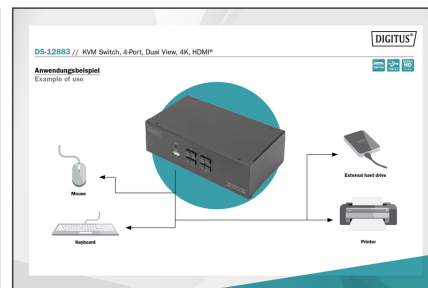 DIGITUS®
DS-12883 // KVM Switch, 4-Port, Dual View, 4K, HDMI®
Anwendungsbeispiel
Example of use
HD
Mouse
External hard drive
Keyboard
Printer